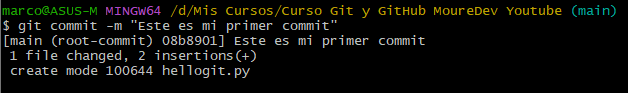 marco@ASUS-M MINGW64 /d/Mis Cursos/Curso Git y GitHub MoureDev Youtube (main)
$ git commit -m "Este es mi primer commit"
[main (root-commit) 08b8901] Este es mi primer commit
 1 file changed, 2 insertions(+)
 create mode 100644 hellogit.py